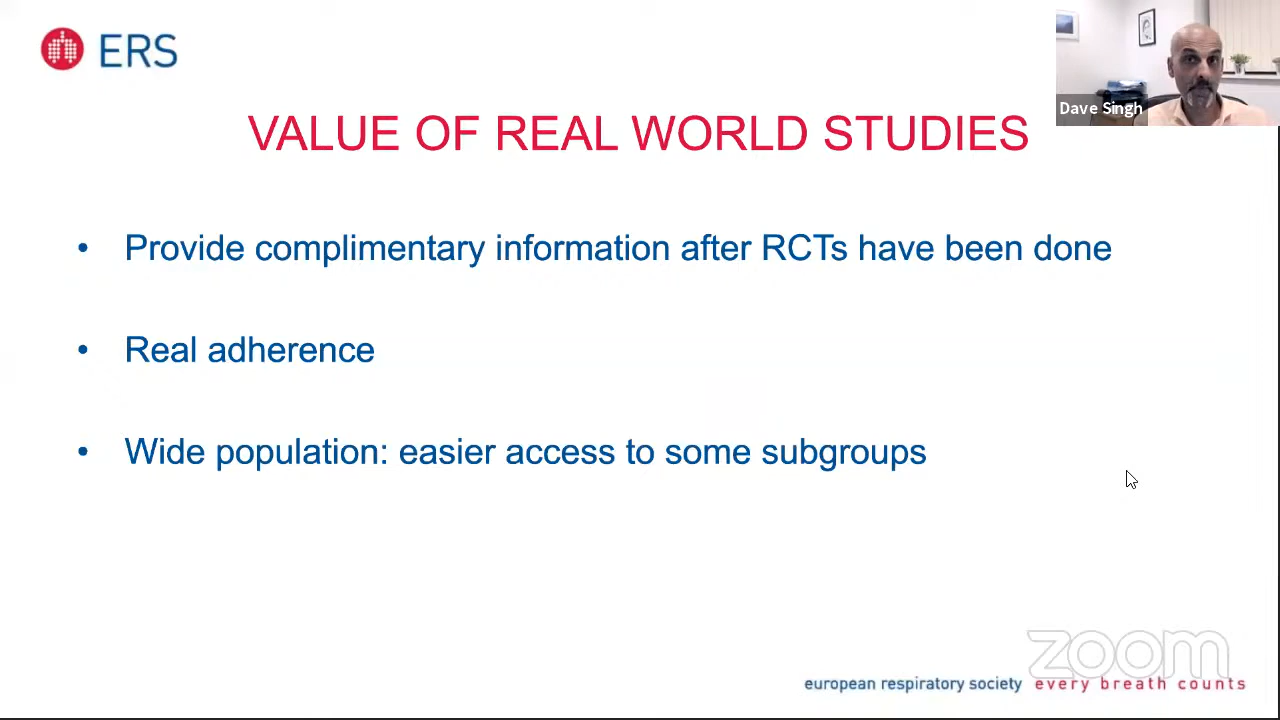 ERS
Dave Singh
VALUE OF REAL WORLD STUDIES
• Provide complimentary information after RCTs have been done
• Real adherence
• Wide population: easier access to some subgroups
zoom
european respiratory society every breath counts